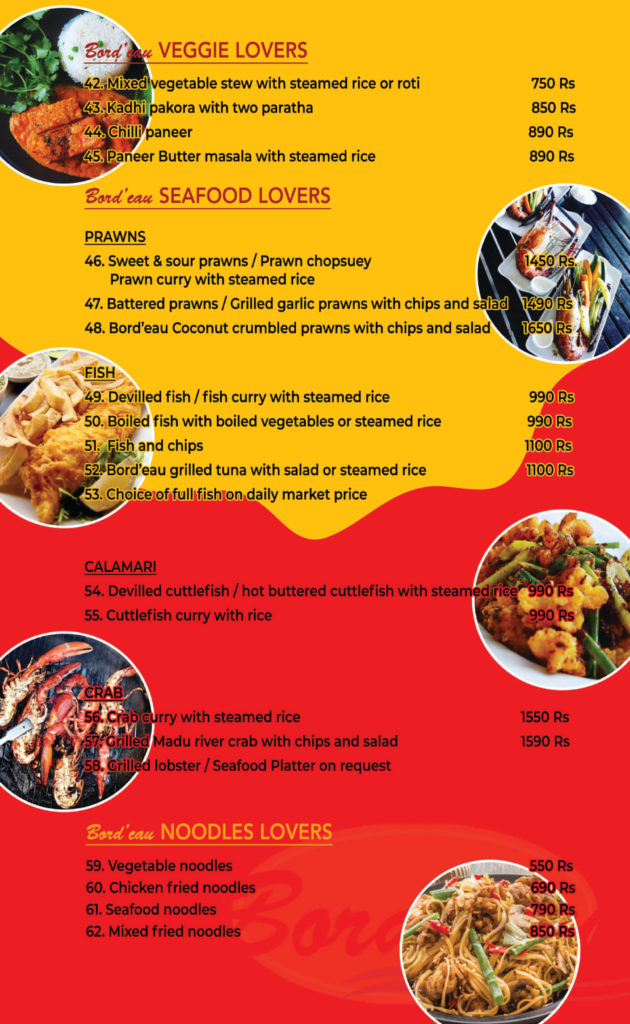 Bord'eau VEGGIE LOVERS
42. Mixed vegetable stew with steamed rice or roti 750 Rs
43. Kadhi pakora with two paratha 850 Rs
44. Chilli paneer 890 Rs
45. Paneer Butter masala with steamed rice 890 Rs
Bord'eau SEAFOOD LOVERS
PRAWNS
46. Sweet & sour prawns / Prawn chopsuey 1450 Rs
Prawn curry with steamed rice
47. Battered prawns / Grilled garlic prawns with chips and salad 1490 Rs
48. Bord'eau Coconut crumbled prawns with chips and salad 1650 Rs
FISH
49. Devilled fish / fish curry with steamed rice 990 Rs
50. Boiled fish with boiled vegetables or steamed rice 990 Rs
51. Fish and chips 1100 Rs
52. Bord'eau grilled tuna with salad or steamed rice 1100 Rs
53. Choice of full fish on daily market price
CALAMARI
54. Devilled cuttlefish / hot buttered cuttlefish with steamed rice 990 Rs
55. Cuttlefish curry with rice 990 Rs
CRAB
56. Crab curry with steamed rice 1550 Rs
57. Grilled Madu river crab with chips and salad 1590 Rs
58. Grilled lobster / Seafood Platter on request
Bord'eau NOODLES LOVERS
59. Vegetable noodles 550 Rs
60. Chicken fried noodles 690 Rs
61. Seafood noodles 790 Rs
62. Mixed fried noodles 850 Rs